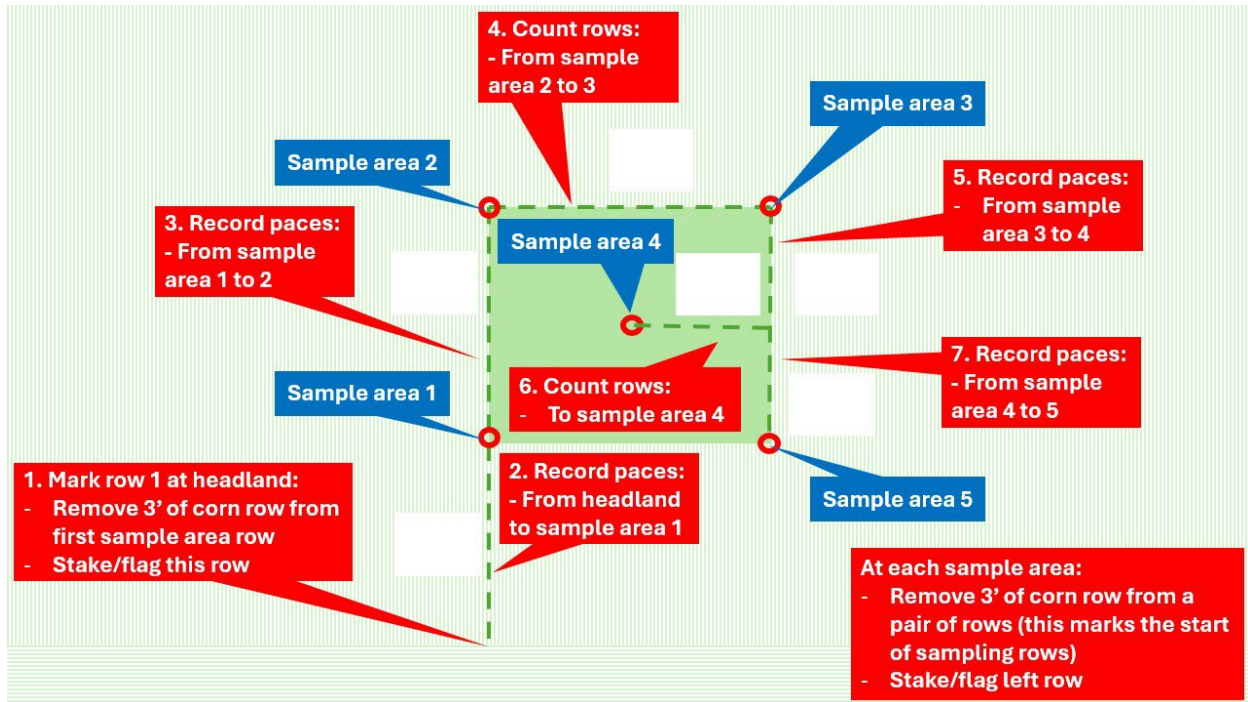 4. Count rows:
- From sample
area 2 to 3
Sample area 3
Sample area 2
5. Record paces:
- From sample
area 3 to 4
3. Record paces:
- From sample
area 1 to 2
Sample area 4
7. Record paces:
- From sample
area 4 to 5
6. Count rows:
- To sample area 4
Sample area 1
1. Mark row 1 at headland:
- Remove 3’ of corn row from
first sample area row
- Stake/flag this row
2. Record paces:
- From headland
to sample area 1
Sample area 5
At each sample area:
- Remove 3’ of corn row from a
pair of rows (this marks the start
of sampling rows)
- Stake/flag left row